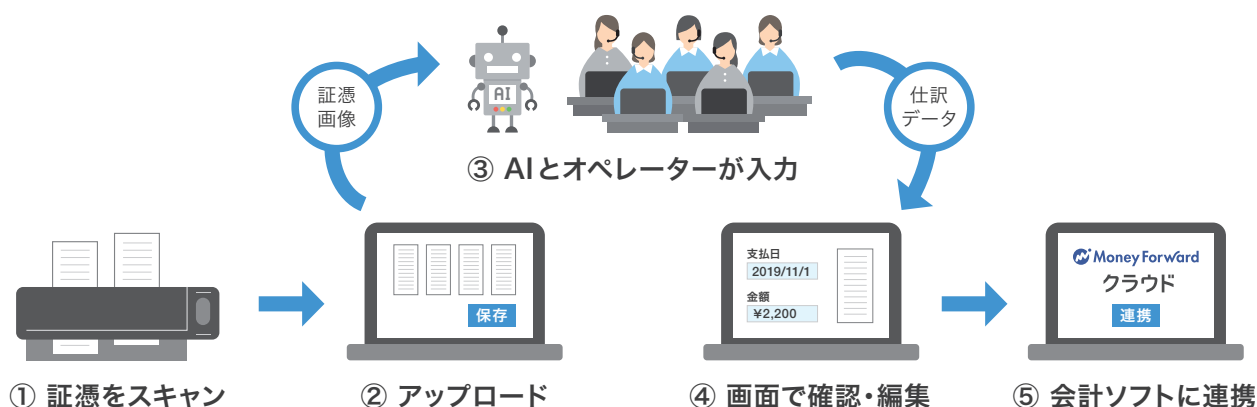 証憑
画像
AI
仕訳
データ
③ AIとオペレーターが入力
保存
支払日
2019/11/1
金額
¥2,200
Money Forward
クラウド
連携
① 証憑をスキャン
② アップロード
④ 画面で確認・編集
⑤ 会計ソフトに連携